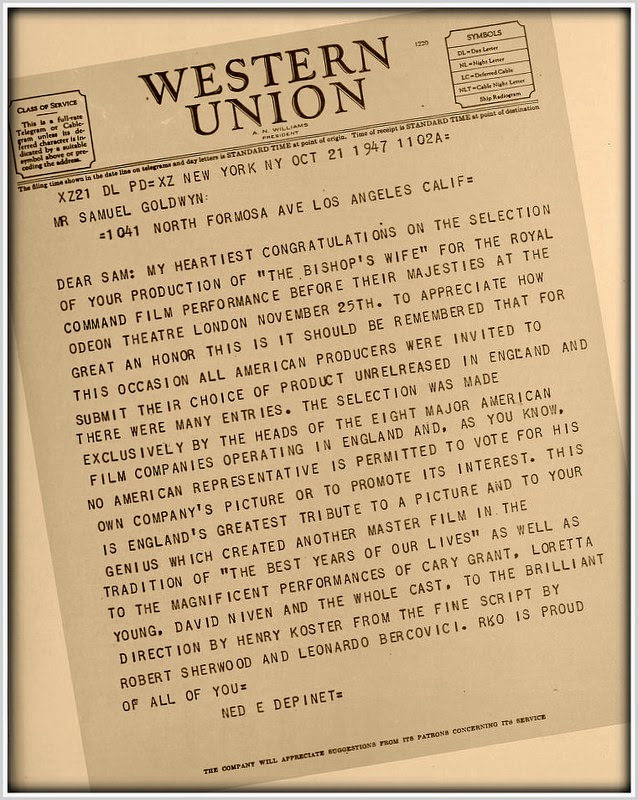 WESTERN
UNION
1220
A. N. WILLIAMS
PRESIDENT
CLASS OF SERVICE
This is a full-rate
Telegram or Cable-
gram unless its de-
ferred character is in-
dicated by a suitable
symbol above or pre-
ceding the address.
SYMBOLS
DL=Day Letter
NL=Night Letter
LC=Deferred Cable
NLT=Cable Night Letter
Ship Radiogram
The filing time shown in the date line on telegrams and day letters is STANDARD TIME at point of origin. Time of receipt is STANDARD TIME at point of destination
XZ21 DL PD=XZ NEW YORK NY OCT 21 1947 1102A=
MR SAMUEL GOLDWYN:
=1041 NORTH FORMOSA AVE LOS ANGELES CALIF=
DEAR SAM: MY HEARTIEST CONGRATULATIONS ON THE SELECTION
OF YOUR PRODUCTION OF "THE BISHOP'S WIFE" FOR THE ROYAL
COMMAND FILM PERFORMANCE BEFORE THEIR MAJESTIES AT THE
ODEON THEATRE LONDON NOVEMBER 25TH. TO APPRECIATE HOW
GREAT AN HONOR THIS IS IT SHOULD BE REMEMBERED THAT FOR
THIS OCCASION ALL AMERICAN PRODUCERS WERE INVITED TO
SUBMIT THEIR CHOICE OF PRODUCT UNRELREASED IN ENGLAND AND
THERE WERE MANY ENTRIES. THE SELECTION WAS MADE
EXCLUSIVELY BY THE HEADS OF THE EIGHT MAJOR AMERICAN
FILM COMPANIES OPERATING IN ENGLAND AND, AS YOU KNOW,
NO AMERICAN REPRESENTATIVE IS PERMITTED TO VOTE FOR HIS
OWN COMPANY'S PICTURE OR TO PROMOTE ITS INTEREST. THIS
IS ENGLAND'S GREATEST TRIBUTE TO A PICTURE AND TO YOUR
GENIUS WHICH CREATED ANOTHER MASTER FILM IN THE
TRADITION OF "THE BEST YEARS OF OUR LIVES" AS WELL AS
TO THE MAGNIFICENT PERFORMANCES OF CARY GRANT, LORETTA
YOUNG, DAVID NIVEN AND THE WHOLE CAST, TO THE BRILLIANT
DIRECTION BY HENRY KOSTER FROM THE FINE SCRIPT BY
ROBERT SHERWOOD AND LEONARDO BERCOVICI. RKO IS PROUD
OF ALL OF YOU=
NED E DEPINET=
THE COMPANY WILL APPRECIATE SUGGESTIONS FROM ITS PATRONS CONCERNING ITS SERVICE